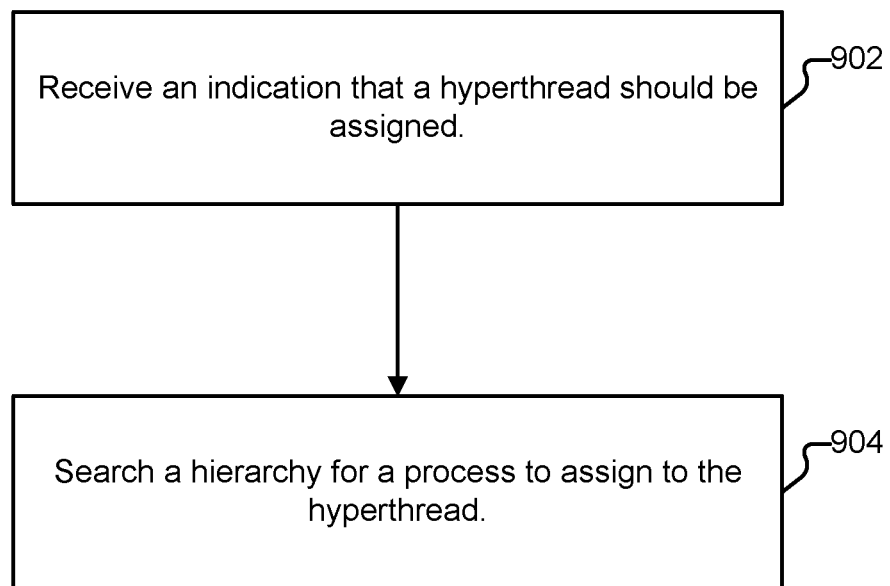 Receive an indication that a hyperthread should be
assigned.
902
Search a hierarchy for a process to assign to the
hyperthread.
904